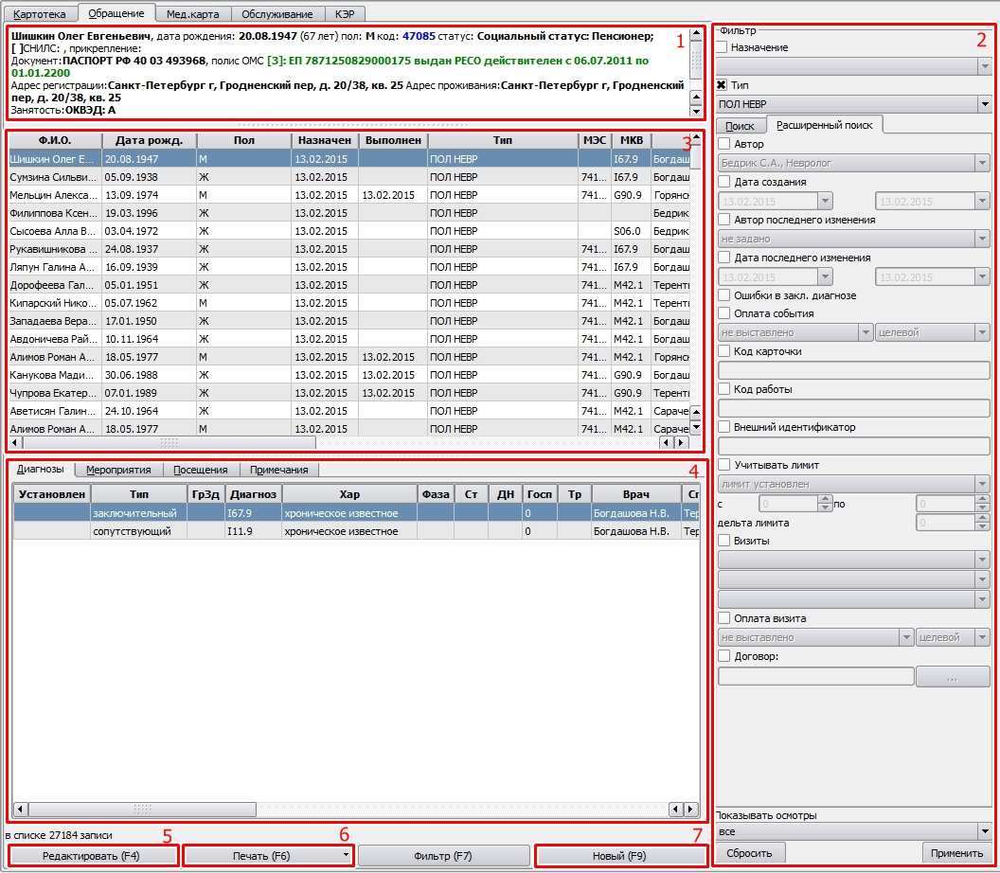 Картотека Обращение Мед.карта Обслуживание КЭР
Шишкин Олег Евгеньевич, дата рождения: 20.08.1947 (67 лет) пол: М код: 47085 статус: Социальный статус: Пенсионер;
[ ]СНИЛС: , прикрепление:
Документ:ПАСПОРТ РФ 40 03 493968, полис ОМС [3]: ЕП 7871250829000175 выдан РЕСО действителен с 06.07.2011 по
01.01.2200
Адрес регистрации:Санкт-Петербург г, Гродненский пер, д. 20/38, кв. 25 Адрес проживания:Санкт-Петербург г, Гродненский
пер, д. 20/38, кв. 25
Занятость:ОКВЭД: А
1
Ф.И.О. Дата рожд. Пол Назначен Выполнен Тип МЭС МКБ 3
Шишкин Олег Е... 20.08.1947 М 13.02.2015 ПОЛ НЕВР I67.9 Богдаш
Сумзина Сильви... 05.09.1938 Ж 13.02.2015 ПОЛ НЕВР 741... I67.9 Богдаш
Мельцин Алекса... 13.09.1974 М 13.02.2015 13.02.2015 ПОЛ НЕВР 741... G90.9 Горянск
Филиппова Ксен... 19.03.1996 Ж 13.02.2015 ПОЛ НЕВР Бедрик
Сысоева Алла В... 03.04.1972 Ж 13.02.2015 ПОЛ НЕВР S06.0 Бедрик
Рукавишникова ... 24.08.1937 Ж 13.02.2015 ПОЛ НЕВР 741... I67.9 Богдаш
Ляпун Галина А... 16.09.1939 Ж 13.02.2015 ПОЛ НЕВР 741... I67.9 Богдаш
Дорофеева Гал... 05.01.1951 Ж 13.02.2015 ПОЛ НЕВР 741... M42.1 Терент
Кипарский Нико... 05.07.1962 М 13.02.2015 ПОЛ НЕВР 741... M42.1 Терент
Западаева Вера... 17.01.1950 Ж 13.02.2015 ПОЛ НЕВР 741... M42.1 Богдаш
Авдоничева Рай... 10.11.1964 Ж 13.02.2015 ПОЛ НЕВР 741... M42.1 Богдаш
Алимов Роман А... 18.05.1977 М 13.02.2015 13.02.2015 ПОЛ НЕВР 741... M42.1 Горянск
Канукова Мади... 30.06.1988 Ж 13.02.2015 13.02.2015 ПОЛ НЕВР 741... G90.9 Богдаш
Чупрова Екатер... 07.01.1989 Ж 13.02.2015 13.02.2015 ПОЛ НЕВР 741... G90.9 Терент
Аветисян Галин... 24.10.1964 Ж 13.02.2015 ПОЛ НЕВР 741... M42.1 Сараче
Алимов Роман А... 18.05.1977 М 13.02.2015 ПОЛ НЕВР 741... M42.1 Сараче
Диагнозы Мероприятия Посещения Примечания 4
Установлен Тип ГрЗд Диагноз Хар Фаза Ст ДН Госп Тр Врач Сп
заключительный I67.9 хроническое известное 0 Богдашова Н.В. Тер
сопутствующий I11.9 хроническое известное 0 Богдашова Н.В. Тер
в списке 27184 записи
5 6 7
Редактировать (F4) Печать (F6) Фильтр (F7) Новый (F9)
Фильтр 2
Назначение
Тип
ПОЛ НЕВР
Поиск Расширенный поиск
Автор
Бедрик С.А., Невролог
Дата создания
13.02.2015 13.02.2015
Автор последнего изменения
не задано
Дата последнего изменения
13.02.2015 13.02.2015
Ошибки в закл. диагнозе
Оплата события
не выставлено целевой
Код карточки
Код работы
Внешний идентификатор
Учитывать лимит
лимит установлен
с 0 по 0
дельта лимита 0
Визиты
Оплата визита
не выставлено целевой
Договор:
...
Показывать осмотры
все
Сбросить Применить